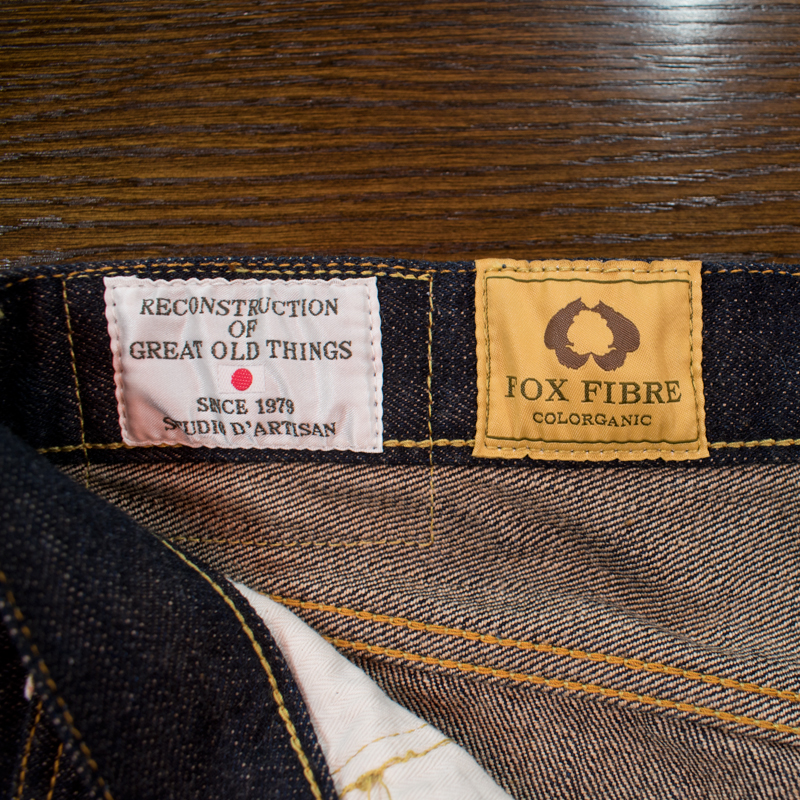 RECONSTRUCTION
OF
GREAT OLD THINGS
SINCE 1979
STUDIO D'ARTISAN
FOX FIBRE
COLORGANIC